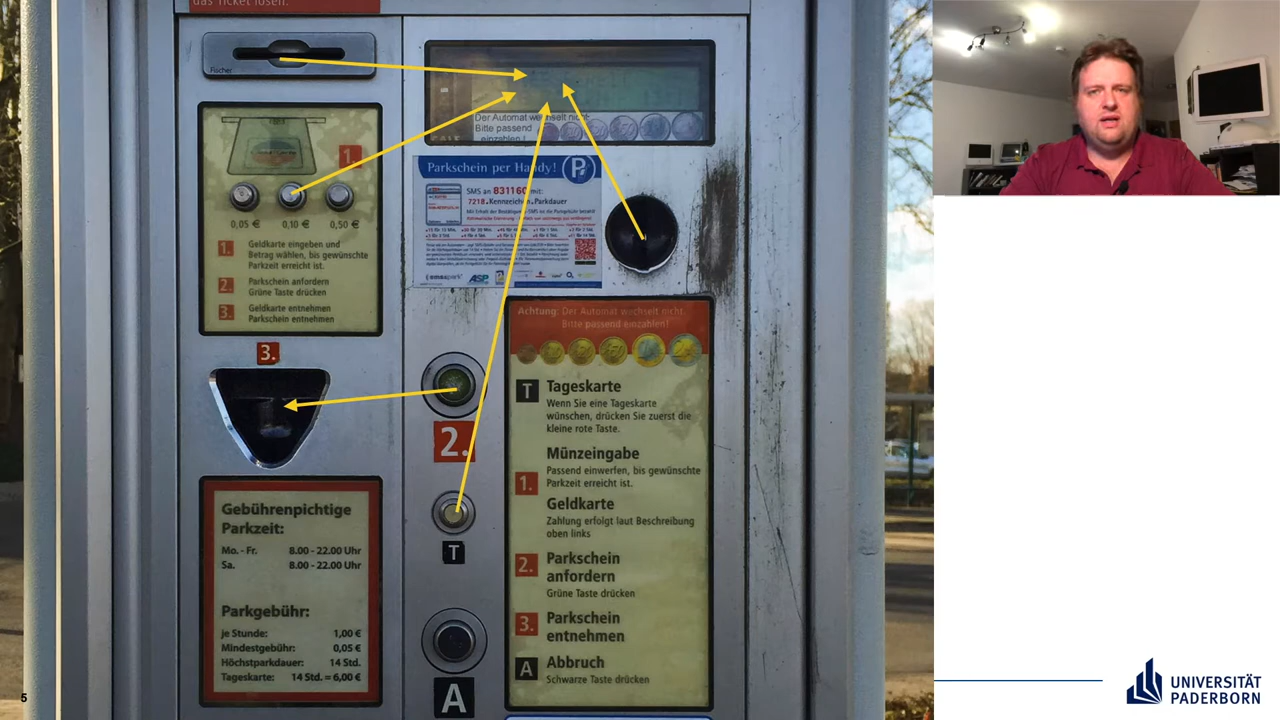 das Ticket lösen.
Fischer
Der Automat wechselt nicht
Bitte passend
einzahlen !
1.
0,05 € 0,10 € 0,50 €
1. Geldkarte eingeben und
Betrag wählen, bis gewünschte
Parkzeit erreicht ist.
2. Parkschein anfordern
Grüne Taste drücken
3. Geldkarte entnehmen
Parkschein entnehmen
Parkschein per Handy!
P
SMS an 83116 mit:
7218.Kennzeichen.Parkdauer
ASP
3.
2.
T
A
Gebührenpichtige
Parkzeit:
Mo. - Fr. 8.00 - 22.00 Uhr
Sa. 8.00 - 22.00 Uhr
Parkgebühr:
je Stunde: 1,00 €
Mindestgebühr: 0,05 €
Höchstparkdauer: 14 Std.
Tageskarte: 14 Std. = 6,00 €
Achtung: Der Automat wechselt nicht.
Bitte passend einzahlen!
T Tageskarte
Wenn Sie eine Tageskarte
wünschen, drücken Sie zuerst die
kleine rote Taste.
Münzeingabe
1. Passend einwerfen, bis gewünschte
Parkzeit erreicht ist.
Geldkarte
Zahlung erfolgt laut Beschreibung
oben links
2. Parkschein
anfordern
Grüne Taste drücken
3. Parkschein
entnehmen
A Abbruch
Schwarze Taste drücken
5
UNIVERSITÄT
PADERBORN